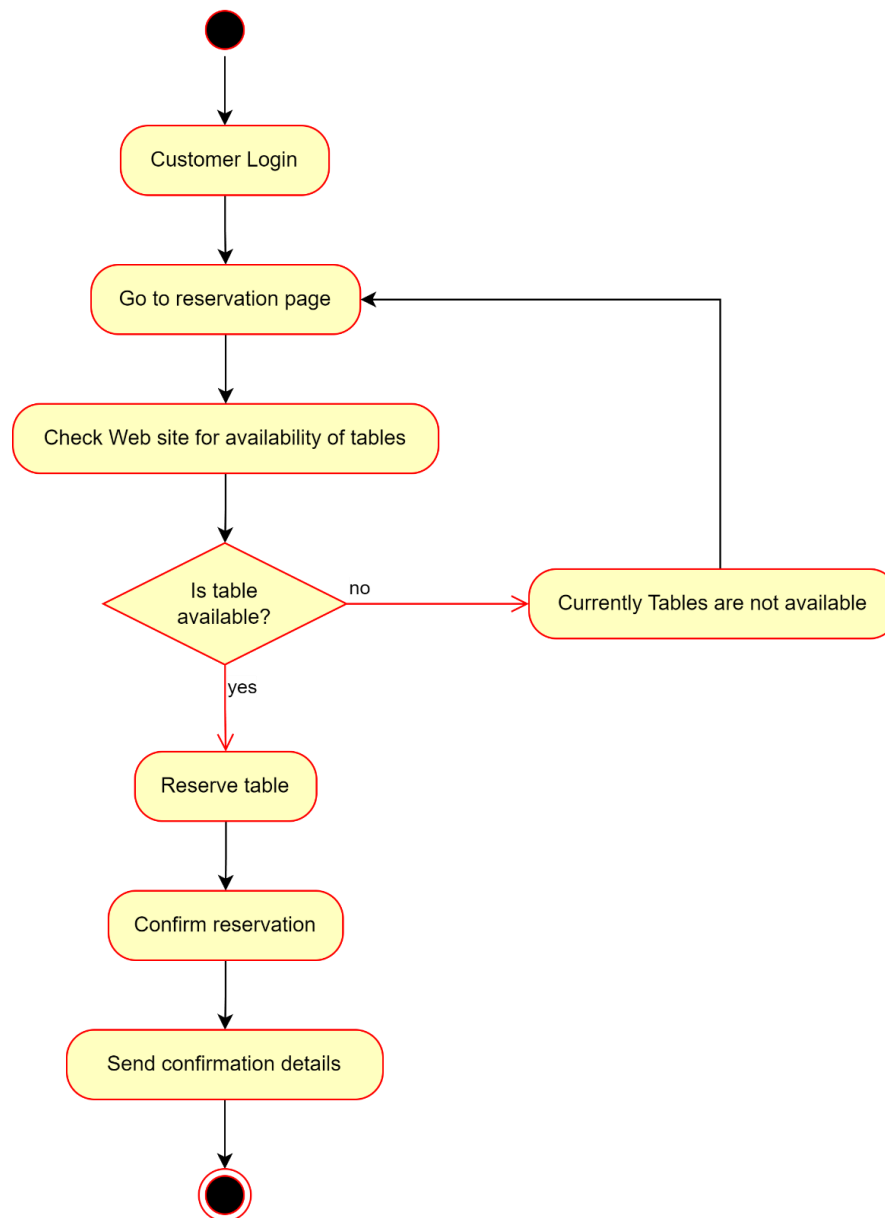 Customer Login
Go to reservation page
Check Web site for availability of tables
Is table
available?
no
Currently Tables are not available
yes
Reserve table
Confirm reservation
Send confirmation details